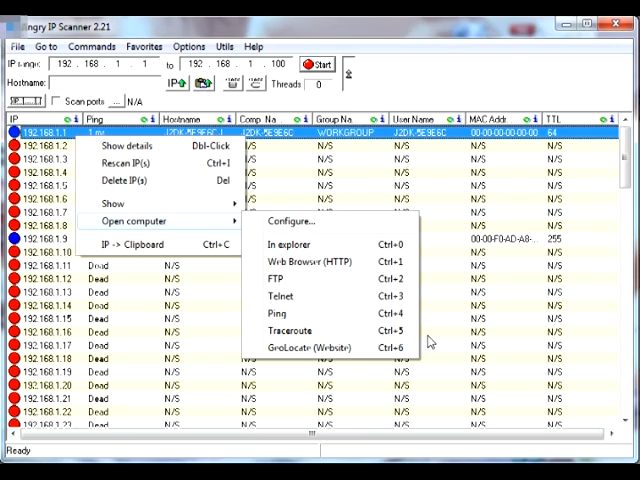 Angry IP Scanner 2.21
File Go to Commands Favorites Options Utils Help
IP range: 192 . 168 . 1 . 1 to 192 . 168 . 1 . 100 Start
Hostname: IP Threads 0
Scan ports ... N/A
IP Ping Hostname Comp. Na... Group Na... User Name MAC Addr... TTL
192.168.1.1 WORKGROUP 00-00-00-00-00-00 64
192.168.1.2 Show details Dbl-Click N/S N/S N/S N/S N/S
192.168.1.3 Rescan IP(s) Ctrl+I N/S N/S N/S N/S N/S
192.168.1.4 Delete IP(s) Del N/S N/S N/S N/S N/S
192.168.1.5 N/S N/S N/S N/S N/S
192.168.1.6 Show N/S N/S N/S N/S N/S
192.168.1.7 Open computer
192.168.1.8 Configure... N/S N/S
192.168.1.9 IP -> Clipboard Ctrl+C In explorer Ctrl+0 00-00-F0-AD-A8-... 255
192.168.1.10 Web Browser (HTTP) Ctrl+1 N/S N/S
192.168.1.11 Dead N/S FTP Ctrl+2 N/S N/S
192.168.1.12 Dead N/S N/S N/S
192.168.1.13 Dead N/S Telnet Ctrl+3 N/S N/S
192.168.1.14 Dead N/S Ping Ctrl+4 N/S N/S
192.168.1.15 Dead N/S N/S N/S
192.168.1.16 Dead N/S Traceroute Ctrl+5 N/S N/S
192.168.1.17 Dead N/S GeoLocate (Website) Ctrl+6 N/S N/S
192.168.1.18 Dead N/S N/S N/S N/S N/S N/S
192.168.1.19 Dead N/S N/S N/S N/S N/S N/S
192.168.1.20 Dead N/S N/S N/S N/S N/S N/S
192.168.1.21 Dead N/S N/S N/S N/S N/S N/S
192.168.1.22 Dead N/S N/S N/S N/S N/S N/S
192.168.1.23 Dead N/S N/S N/S N/S N/S N/S
Ready